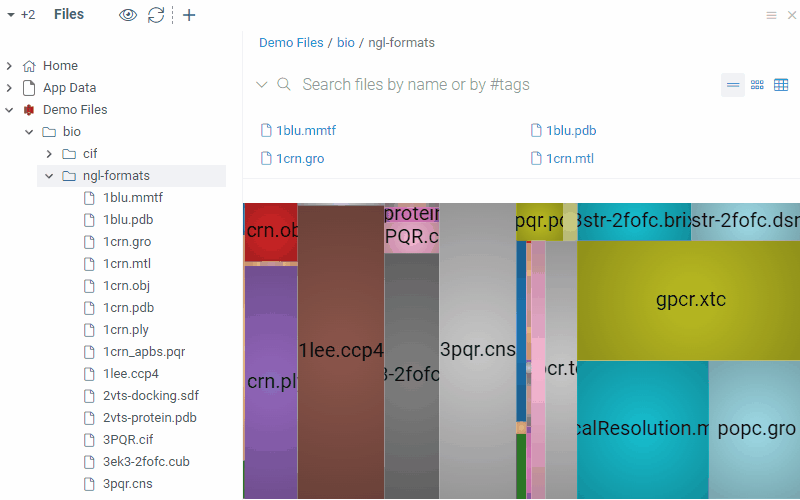 +2 Files
Home
App Data
Demo Files
bio
cif
ngl-formats
1blu.mmtf
1blu.pdb
1crn.gro
1crn.mtl
1crn.obj
1crn.pdb
1crn.ply
1crn_apbs.pqr
1lee.ccp4
2vts-docking.sdf
2vts-protein.pdb
3PQR.cif
3ek3-2fofc.cub
3pqr.cns
Demo Files / bio / ngl-formats
Search files by name or by #tags
1blu.mmtf 1blu.pdb
1crn.gro 1crn.mtl
crn.ob
protein
PQR.c
pqr.pd
3str-2fofc.brix
str-2fofc.dsn
gpcr.xtc
1lee.ccp4
3pqr.cns
crn.ply
3-2fofc
calResolution.m
popc.gro